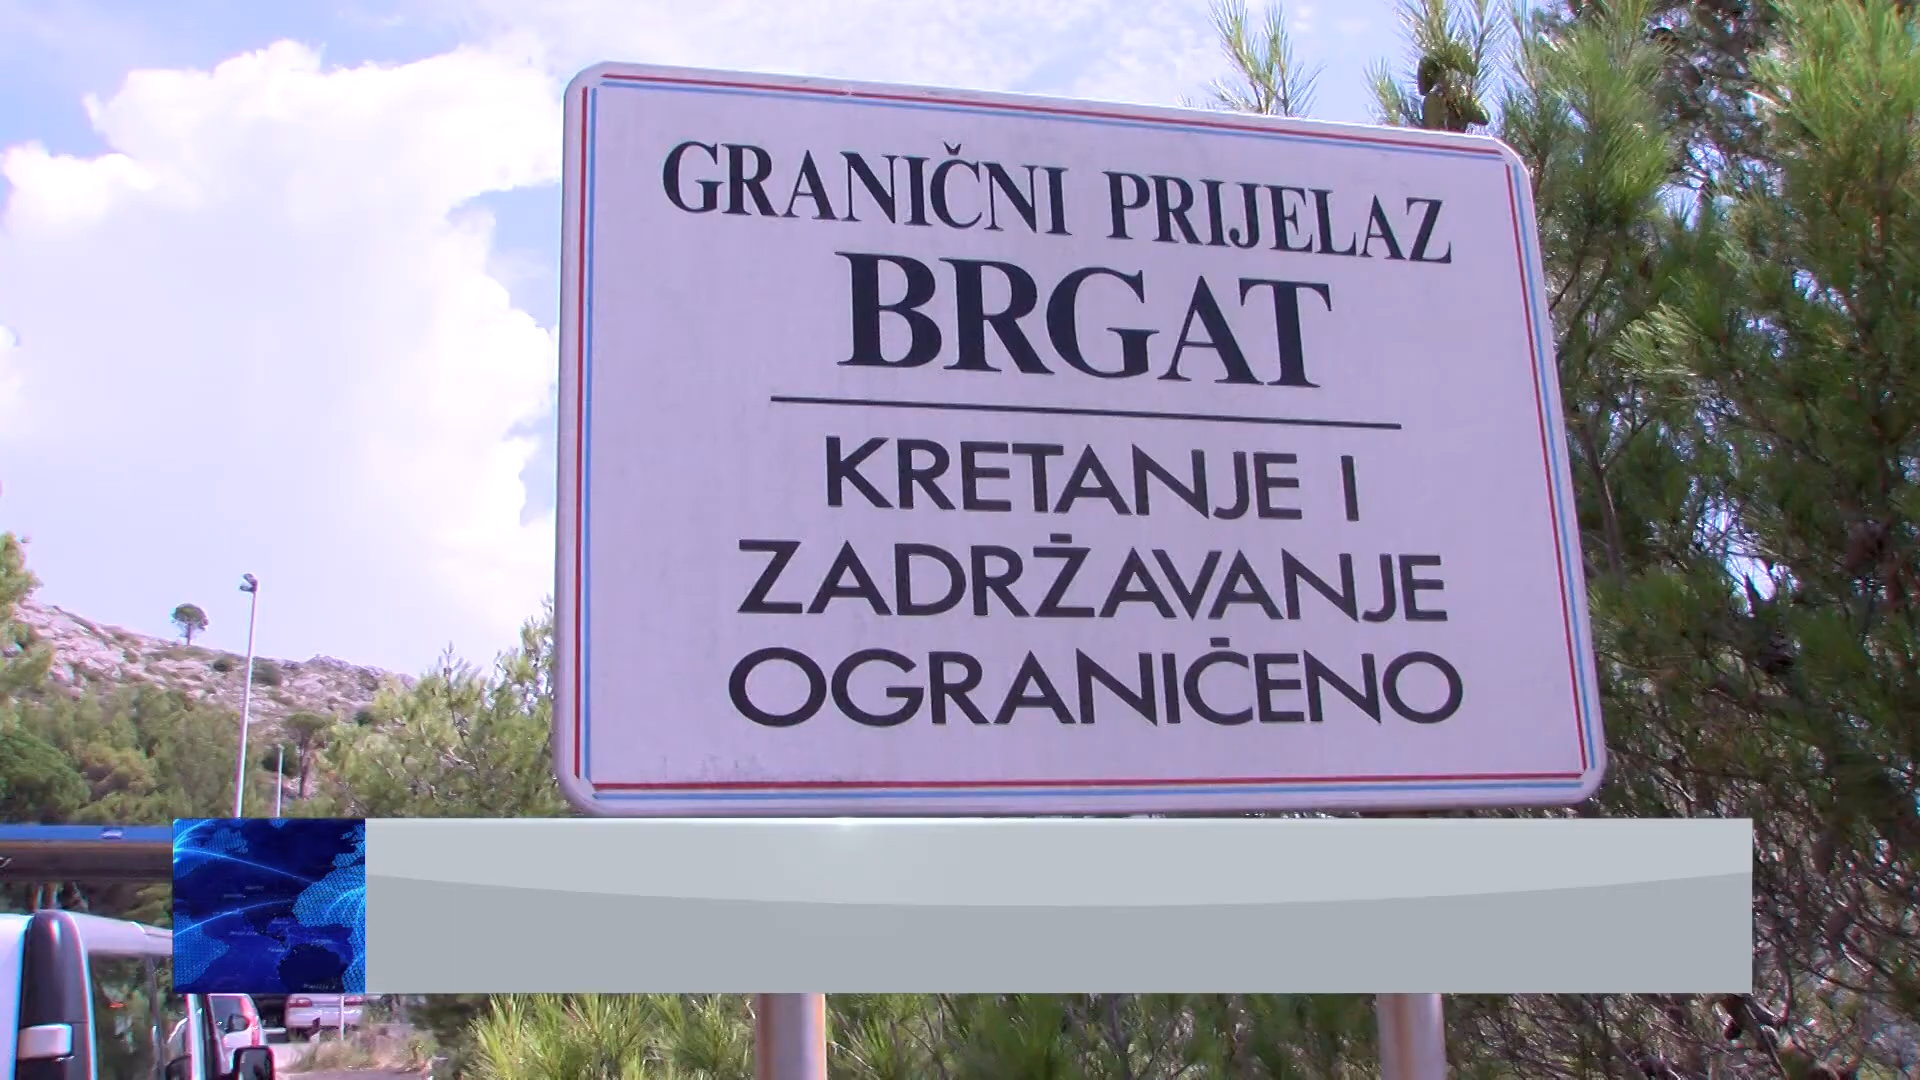 GRANIČNI PRIJELAZ
BRGAT
KRETANJE I
ZADRŽAVANJE
OGRANIČENO